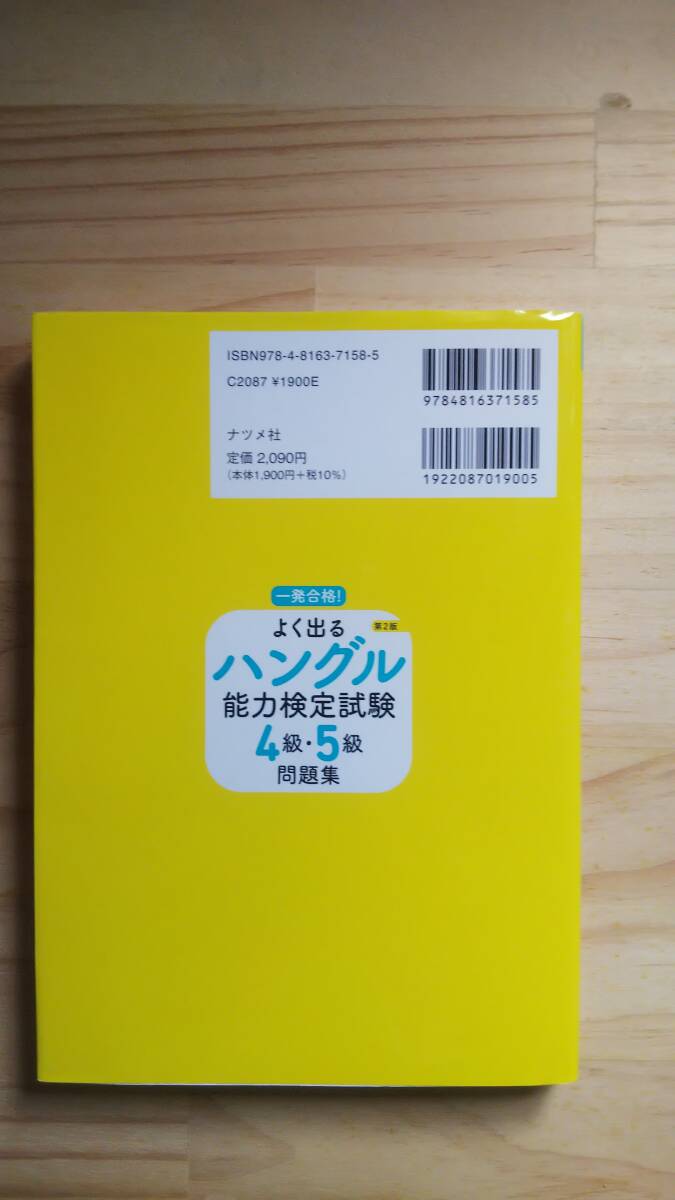 ISBN978-4-8163-7158-5
C2087 ¥1900E
9784816371585
ナツメ社
定価 2,090円
(本体1,900円+税10%)
1922087019005
一発合格!
よく出る 第2版
ハングル
能力検定試験
4級・5級
問題集